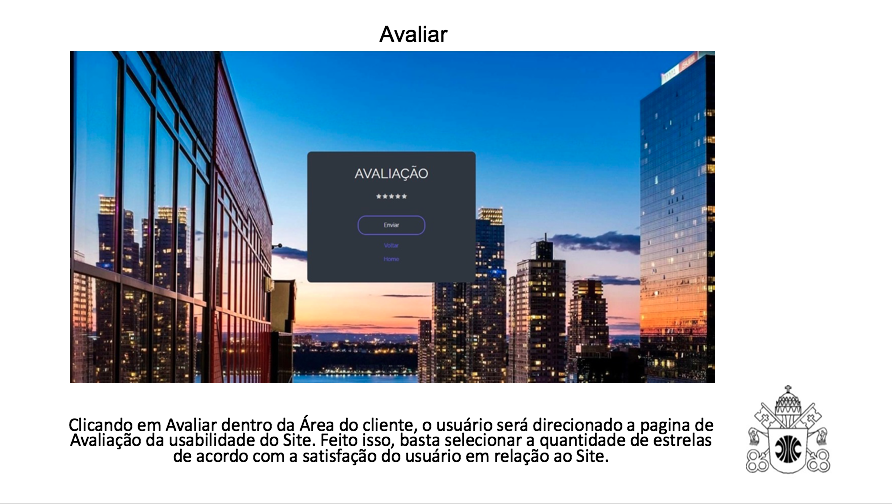 Avaliar
AVALIAÇÃO
Enviar
Voltar
Home
Clicando em Avaliar dentro da Área do cliente, o usuário será direcionado a pagina de
Avaliação da usabilidade do Site. Feito isso, basta selecionar a quantidade de estrelas
de acordo com a satisfação do usuário em relação ao Site.